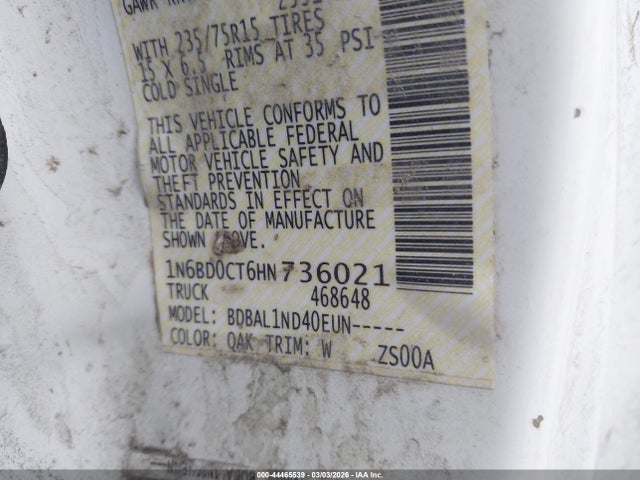 WITH 235/75R15 TIRES
15 X 6.5 RIMS AT 35 PSI
COLD SINGLE
THIS VEHICLE CONFORMS TO
ALL APPLICABLE FEDERAL
MOTOR VEHICLE SAFETY AND
THEFT PREVENTION
STANDARDS IN EFFECT ON
THE DATE OF MANUFACTURE
SHOWN ABOVE.
1N6BD0CT6HN736021
TRUCK 468648
MODEL: BDBAL1ND40EUN-----
COLOR: QAK TRIM: W ZS00A
000-44465539 - 03/03/2026 - IAA Inc.